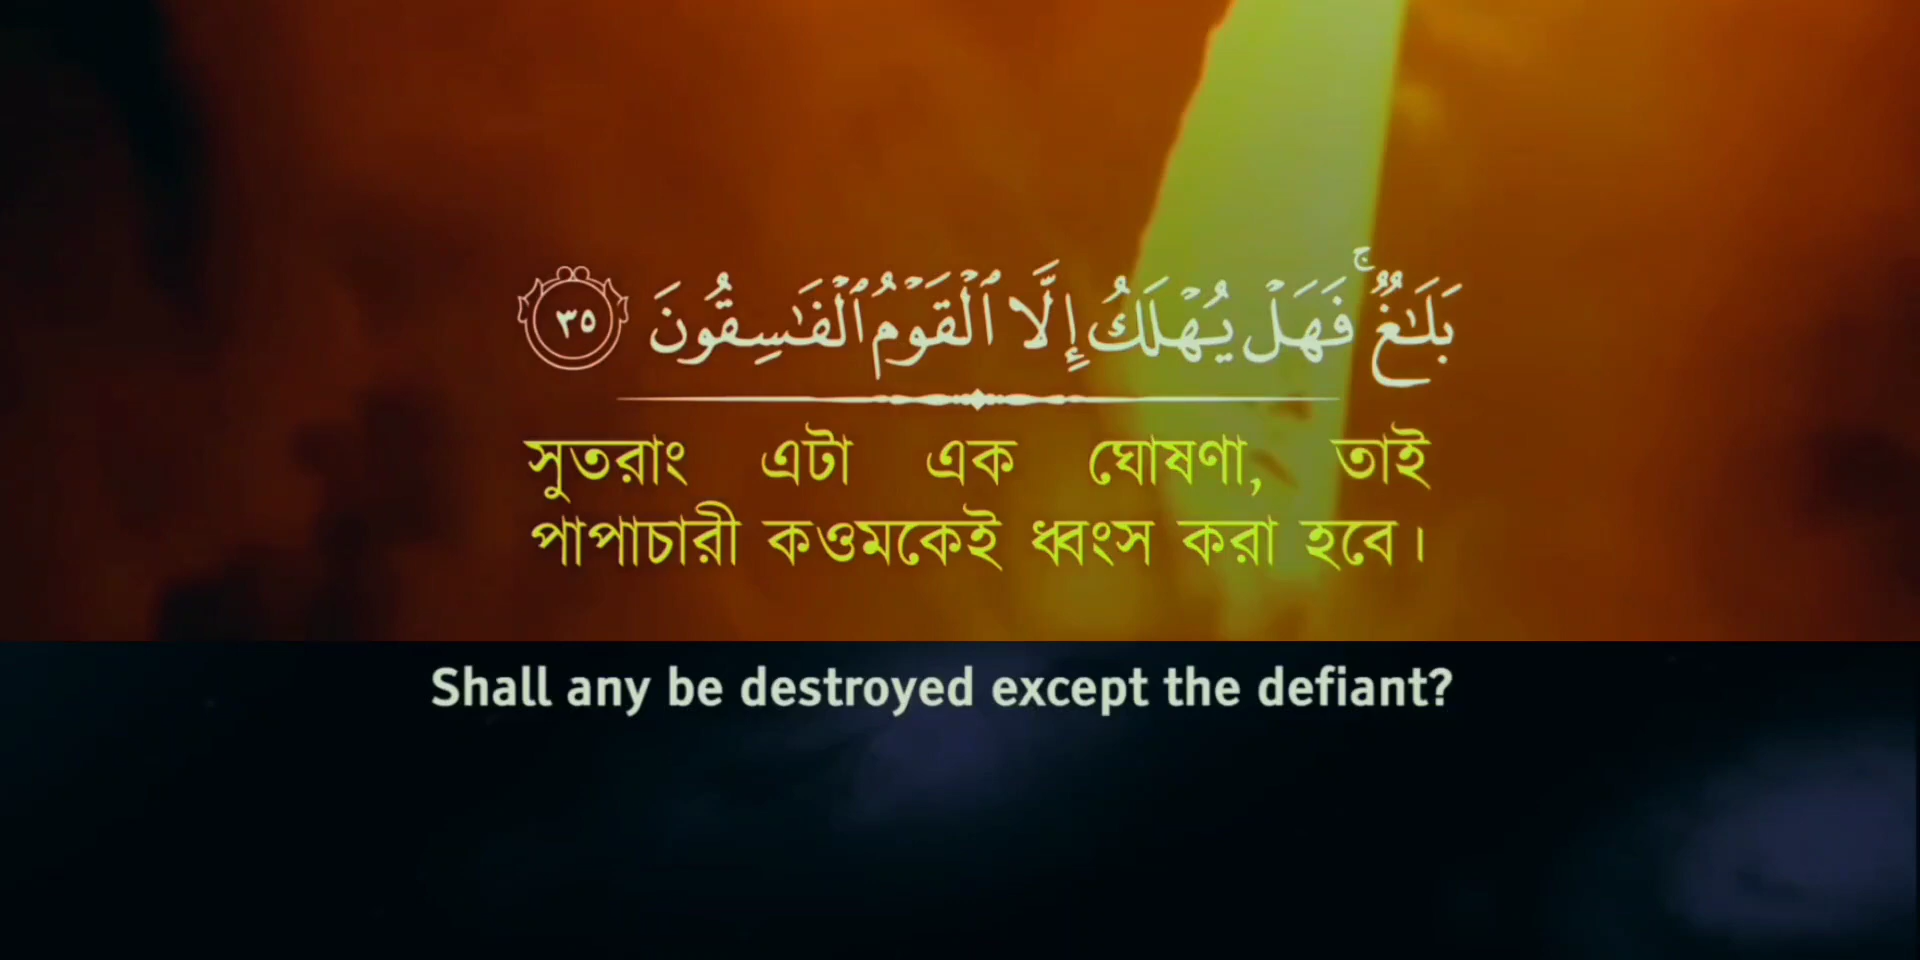 بَلَـٰغٌۭ ۚ فَهَلْ يُهْلَكُ إِلَّا ٱلْقَوْمُ ٱلْفَـٰسِقُونَ ٣٥
সুতরাং এটা এক ঘোষণা, তাই
পাপাচারী কওমকেই ধ্বংস করা হবে।
Shall any be destroyed except the defiant?